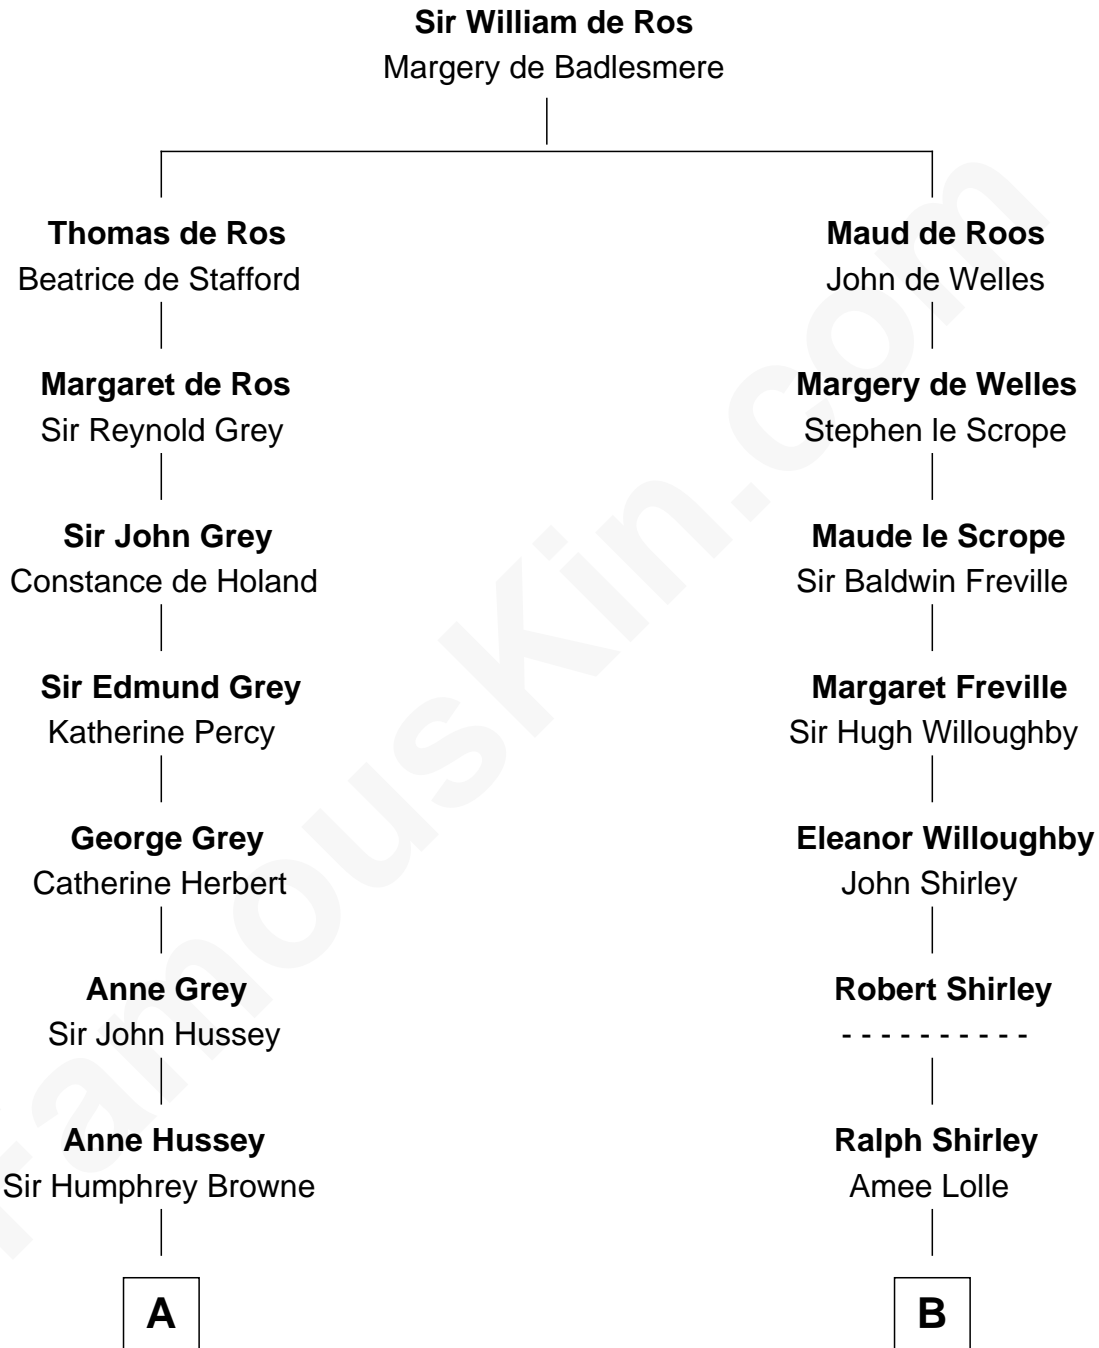 Sir William de Ros
Margery de Badlesmere
Thomas de Ros
Beatrice de Stafford
Maud de Roos
John de Welles
Margaret de Ros
Sir Reynold Grey
Margery de Welles
Stephen le Scrope
Sir John Grey
Constance de Holand
Maude le Scrope
Sir Baldwin Freville
Sir Edmund Grey
Katherine Percy
Margaret Freville
Sir Hugh Willoughby
George Grey
Catherine Herbert
Eleanor Willoughby
John Shirley
Anne Grey
Sir John Hussey
Robert Shirley
- - - - - - - - - -
Anne Hussey
Sir Humphrey Browne
Ralph Shirley
Amee Lolle
A
B
FamousKin.com